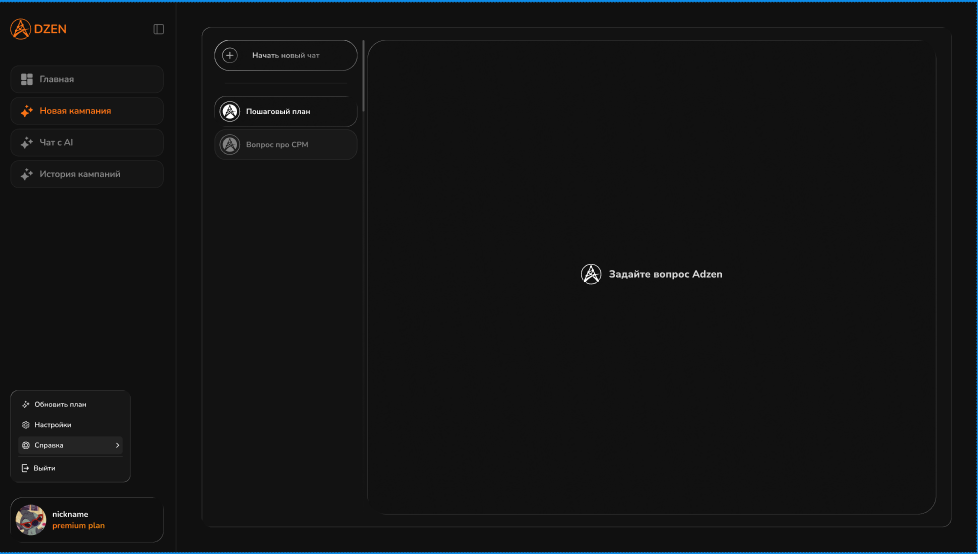 DZEN
Главная
Новая кампания
Чат с AI
История кампаний
Обновить план
Настройки
Справка
Выйти
nickname
premium plan
Начать новый чат
Пошаговый план
Вопрос про CPM
Задайте вопрос Adzen